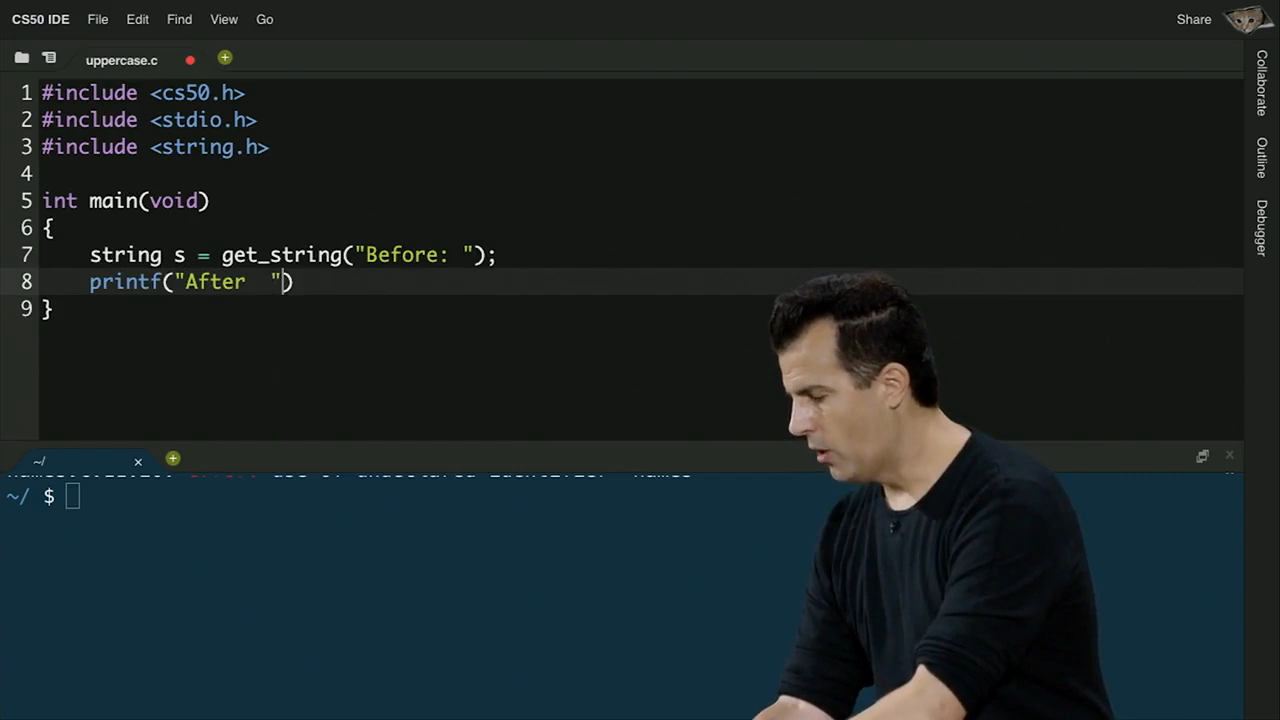 CS50 IDE File Edit Find View Go Share
uppercase.c
1 #include <cs50.h>
2 #include <stdio.h>
3 #include <string.h>
4
5 int main(void)
6 {
7 string s = get_string("Before: ");
8 printf("After  ")
9 }
Collaborate
Outline
Debugger
~/
~/ $